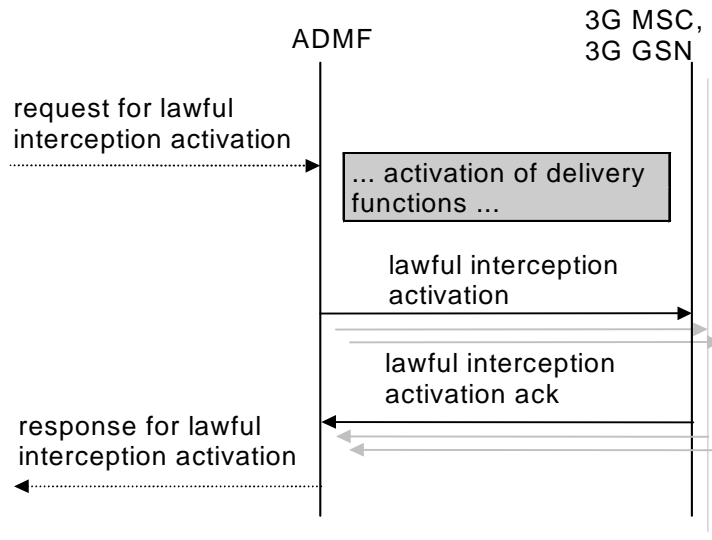 ADMF
3G MSC,
3G GSN
request for lawful
interception activation
... activation of delivery
functions ...
lawful interception
activation
lawful interception
activation ack
response for lawful
interception activation